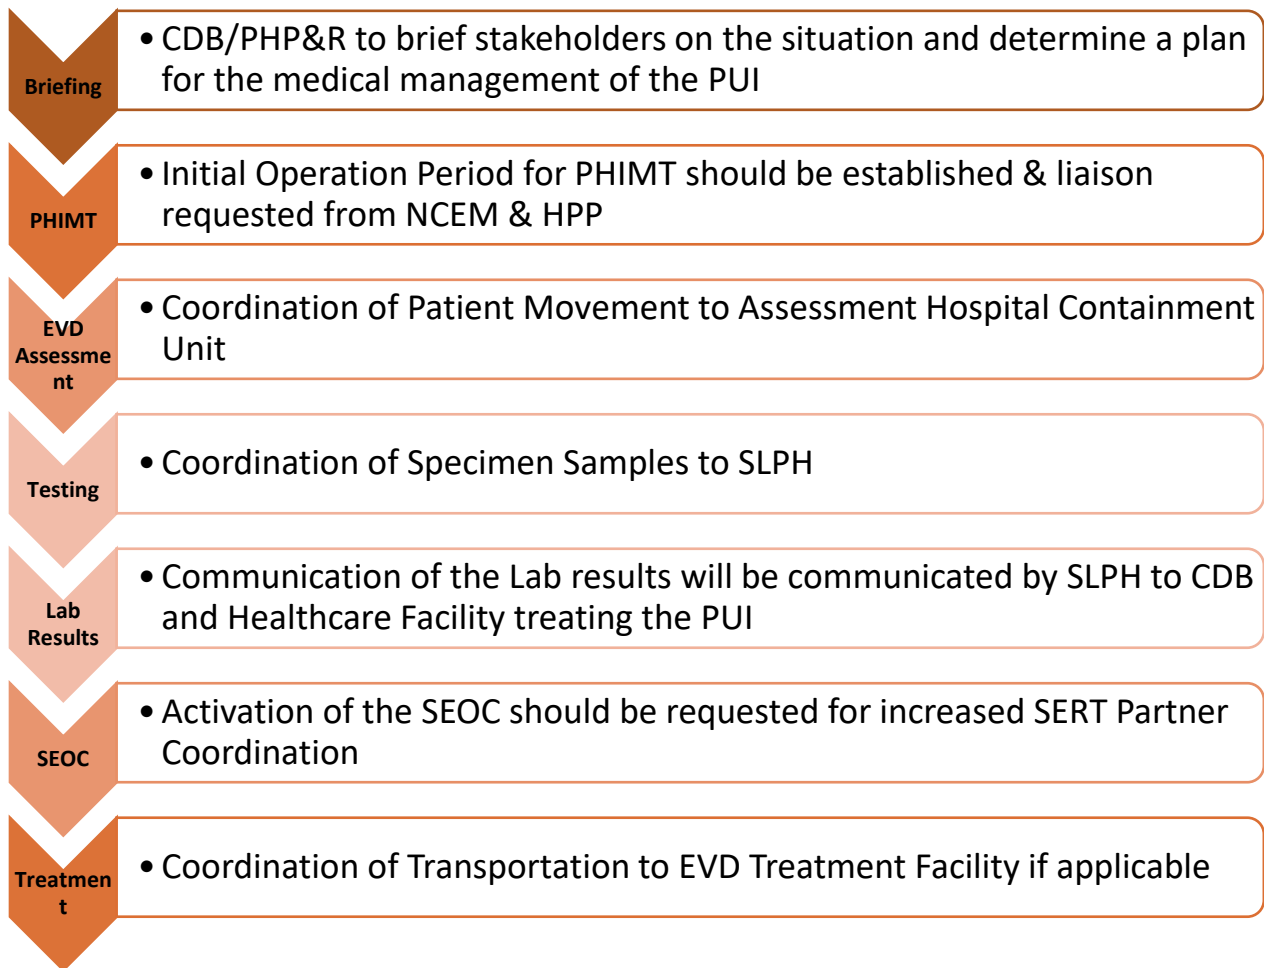 Briefing
• CDB/PHP&R to brief stakeholders on the situation and determine a plan
for the medical management of the PUI
PHIMT
• Initial Operation Period for PHIMT should be established & liaison
requested from NCEM & HPP
EVD
Assessme
nt
• Coordination of Patient Movement to Assessment Hospital Containment
Unit
Testing
• Coordination of Specimen Samples to SLPH
Lab
Results
• Communication of the Lab results will be communicated by SLPH to CDB
and Healthcare Facility treating the PUI
SEOC
• Activation of the SEOC should be requested for increased SERT Partner
Coordination
Treatmen
t
• Coordination of Transportation to EVD Treatment Facility if applicable